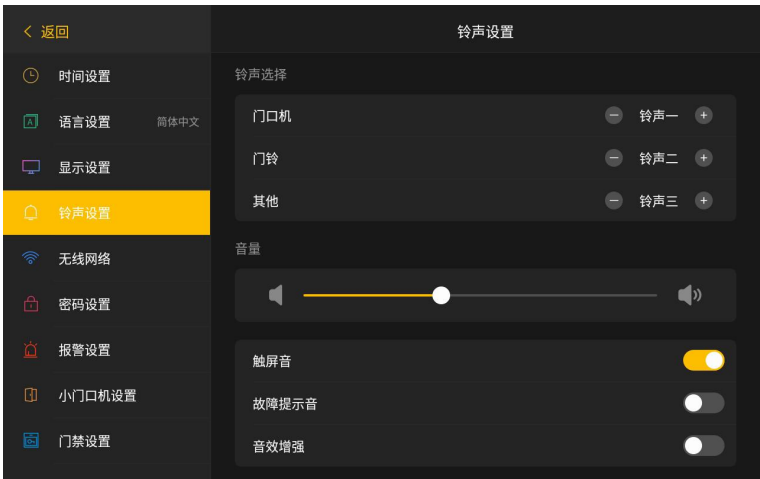 返回
铃声设置
时间设置
语言设置 简体中文
显示设置
铃声设置
无线网络
密码设置
报警设置
小门口机设置
门禁设置
铃声选择
门口机 铃声一
门铃 铃声二
其他 铃声三
音量
触屏音
故障提示音
音效增强